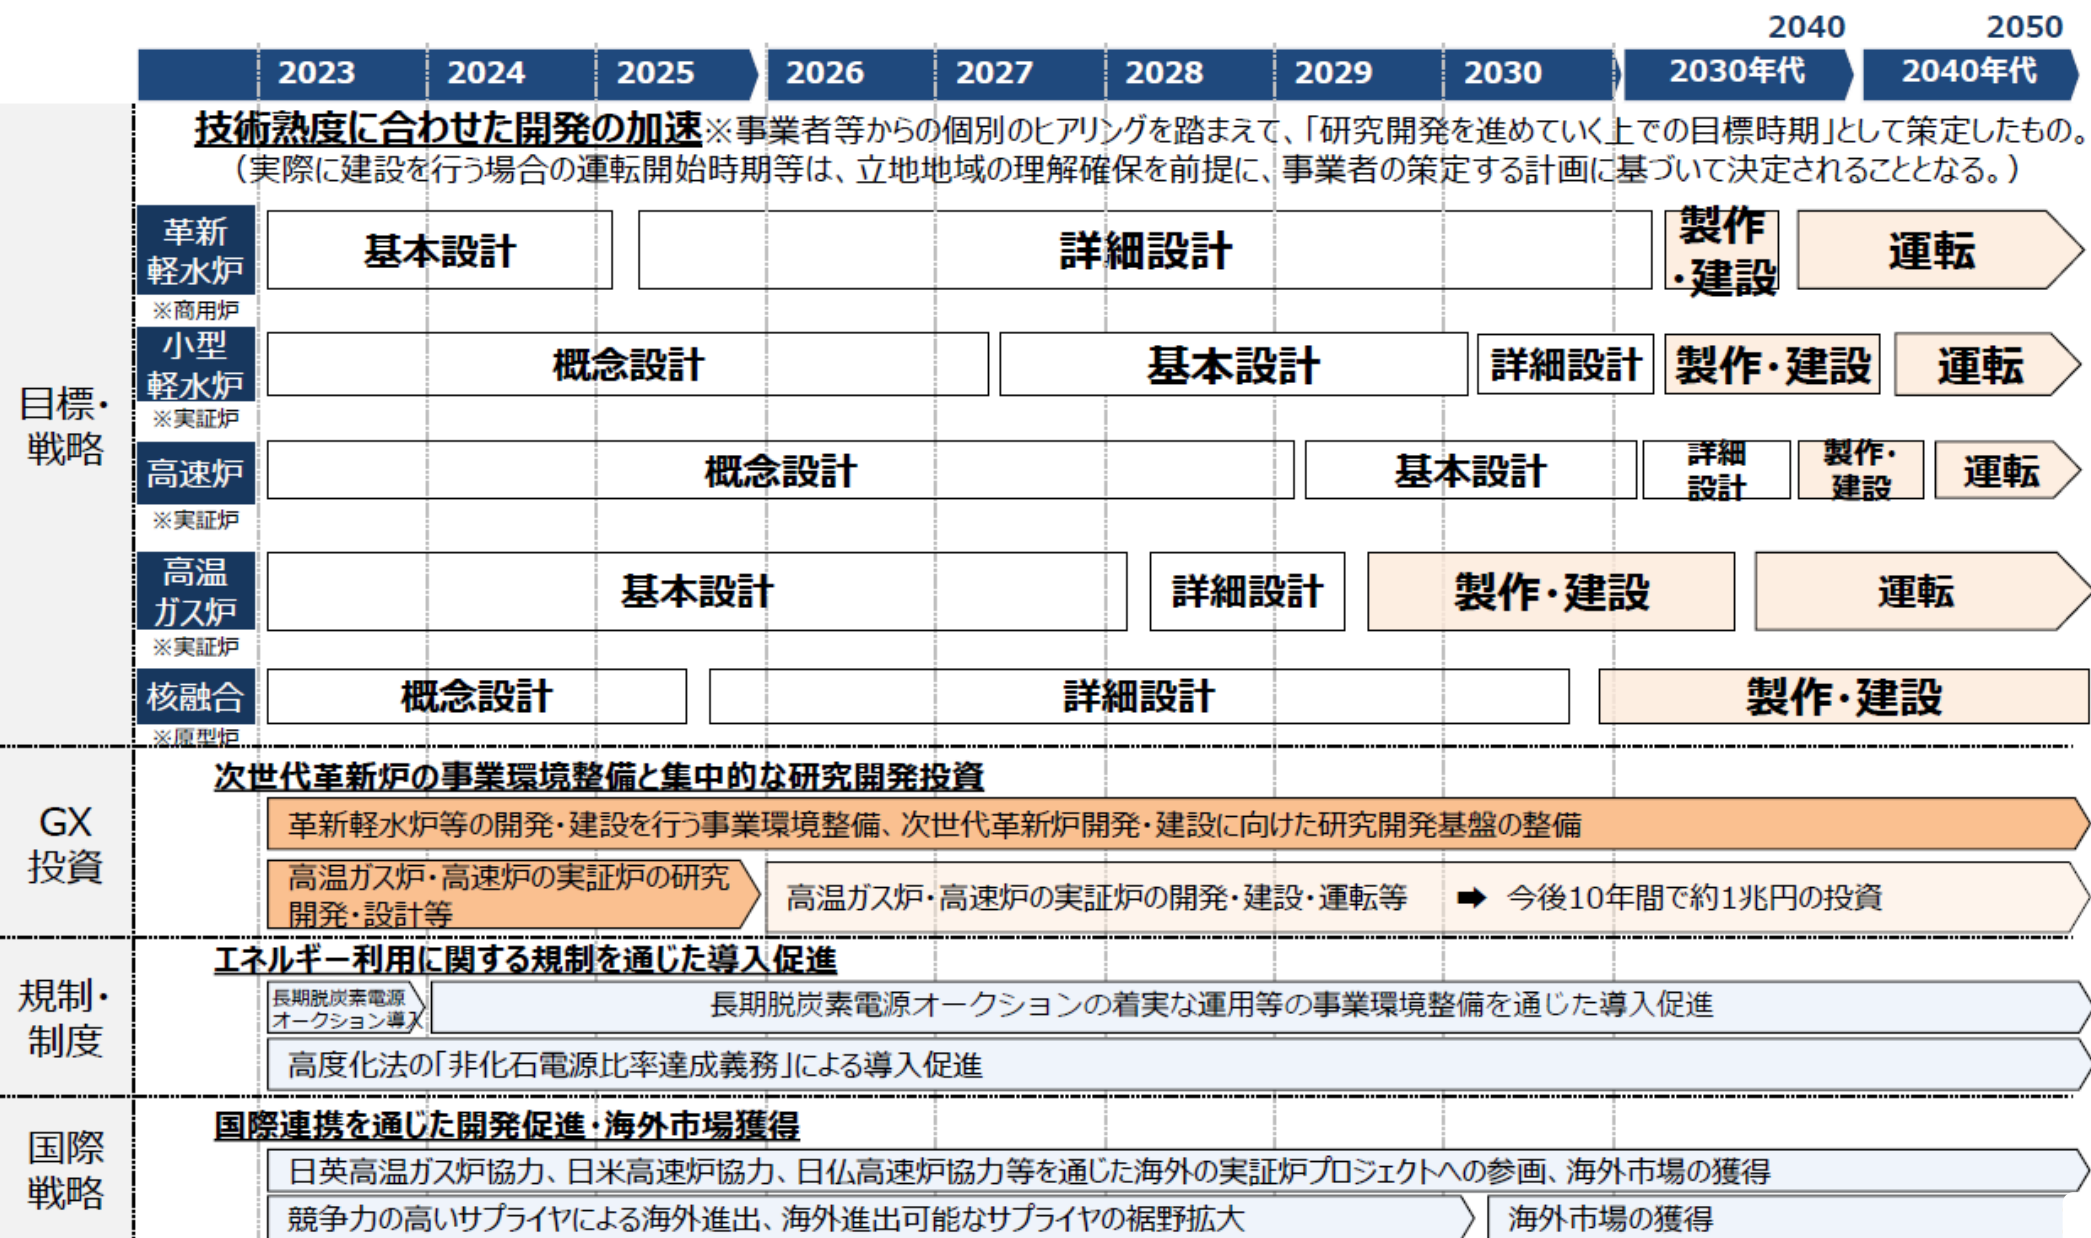 2040
2050
2023
2024
2025
2026
2027
2028
2029
2030
2030年代
2040年代
技術熟度に合わせた開発の加速※事業者等からの個別のヒアリングを踏まえて、「研究開発を進めていく上での目標時期」として策定したもの。
(実際に建設を行う場合の運転開始時期等は、立地地域の理解確保を前提に、事業者の策定する計画に基づいて決定されることとなる。)
目標・
戦略
革新
軽水炉
※商用炉
基本設計
詳細設計
製作
・建設
運転
小型
軽水炉
※実証炉
概念設計
基本設計
詳細設計
製作・建設
運転
高速炉
※実証炉
概念設計
基本設計
詳細
設計
製作・
建設
運転
高温
ガス炉
※実証炉
基本設計
詳細設計
製作・建設
運転
核融合
※原型炉
概念設計
詳細設計
製作・建設
GX
投資
次世代革新炉の事業環境整備と集中的な研究開発投資
革新軽水炉等の開発・建設を行う事業環境整備、次世代革新炉開発・建設に向けた研究開発基盤の整備
高温ガス炉・高速炉の実証炉の研究
開発・設計等
高温ガス炉・高速炉の実証炉の開発・建設・運転等 ➡ 今後10年間で約1兆円の投資
規制・
制度
エネルギー利用に関する規制を通じた導入促進
長期脱炭素電源
オークション導入
長期脱炭素電源オークションの着実な運用等の事業環境整備を通じた導入促進
高度化法の「非化石電源比率達成義務」による導入促進
国際
戦略
国際連携を通じた開発促進・海外市場獲得
日英高温ガス炉協力、日米高速炉協力、日仏高速炉協力等を通じた海外の実証炉プロジェクトへの参画、海外市場の獲得
競争力の高いサプライヤによる海外進出、海外進出可能なサプライヤの裾野拡大
海外市場の獲得